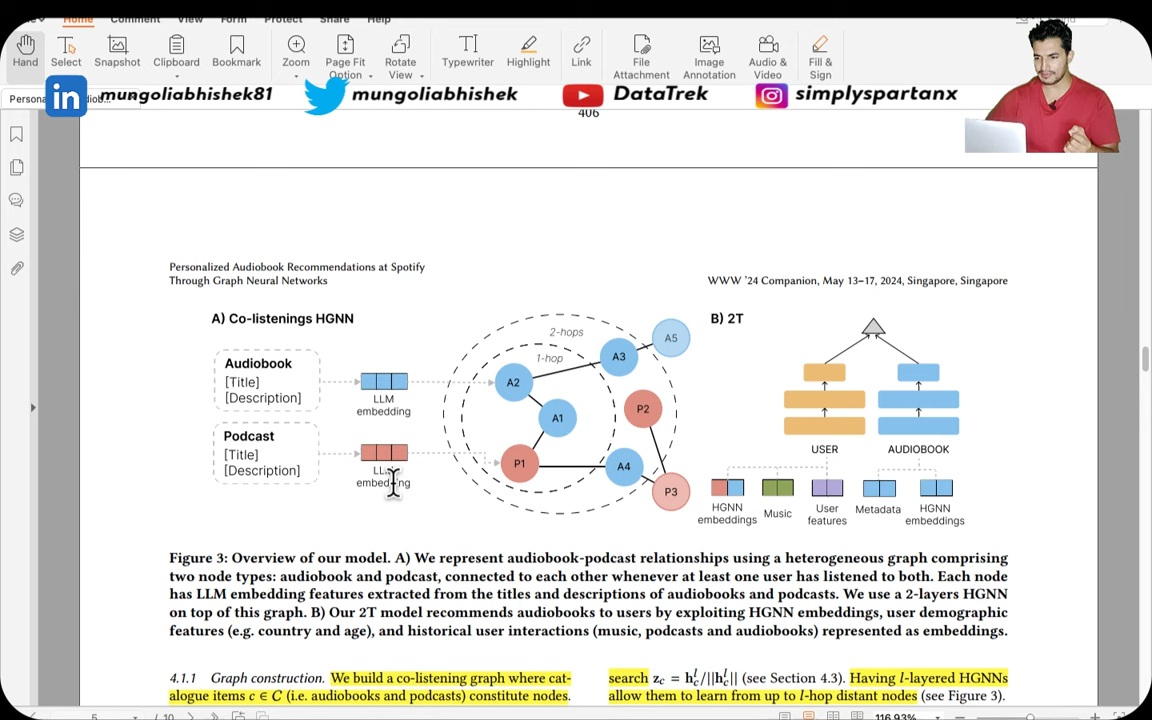 Home Comment View Form Protect Share Help
Hand Select Snapshot Clipboard Bookmark Zoom Page Fit Option Rotate View Typewriter Highlight Link File Attachment Image Annotation Audio & Video Fill & Sign
mungoliabhishek81 mungoliabhishek DataTrek simplyspartanx
406
Personalized Audiobook Recommendations at Spotify
Through Graph Neural Networks
WWW '24 Companion, May 13–17, 2024, Singapore, Singapore
A) Co-listenings HGNN
Audiobook
[Title]
[Description]
LLM
embedding
Podcast
[Title]
[Description]
embedding
2-hops
1-hop
A5
A3
A2
P2
A1
P1
A4
P3
B) 2T
USER
AUDIOBOOK
HGNN
embeddings
Music
User
features
Metadata
HGNN
embeddings
Figure 3: Overview of our model. A) We represent audiobook-podcast relationships using a heterogeneous graph comprising
two node types: audiobook and podcast, connected to each other whenever at least one user has listened to both. Each node
has LLM embedding features extracted from the titles and descriptions of audiobooks and podcasts. We use a 2-layers HGNN
on top of this graph. B) Our 2T model recommends audiobooks to users by exploiting HGNN embeddings, user demographic
features (e.g. country and age), and historical user interactions (music, podcasts and audiobooks) represented as embeddings.
4.1.1 Graph construction. We build a co-listening graph where cat-
alogue items c ∈ C (i.e. audiobooks and podcasts) constitute nodes.
search z_c = h_c^l/||h_c^l|| (see Section 4.3). Having l-layered HGNNs
allow them to learn from up to l-hop distant nodes (see Figure 3).
5 / 10
116.93%